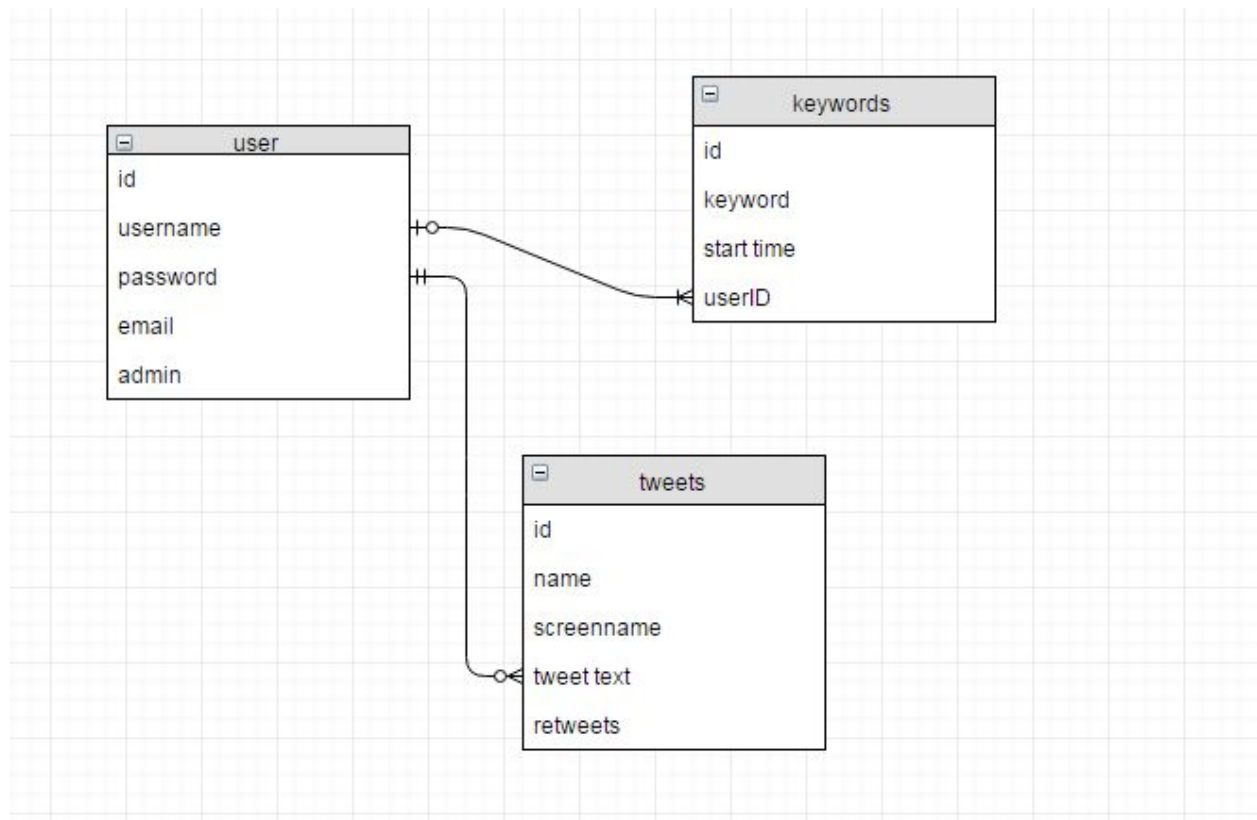 user
id
username
password
email
admin
keywords
id
keyword
start time
userID
tweets
id
name
screenname
tweet text
retweets